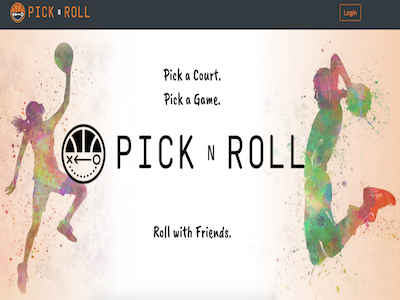 PICK N ROLL
Login
Pick a Court.
Pick a Game.
X O
PICK N ROLL
Roll with Friends.